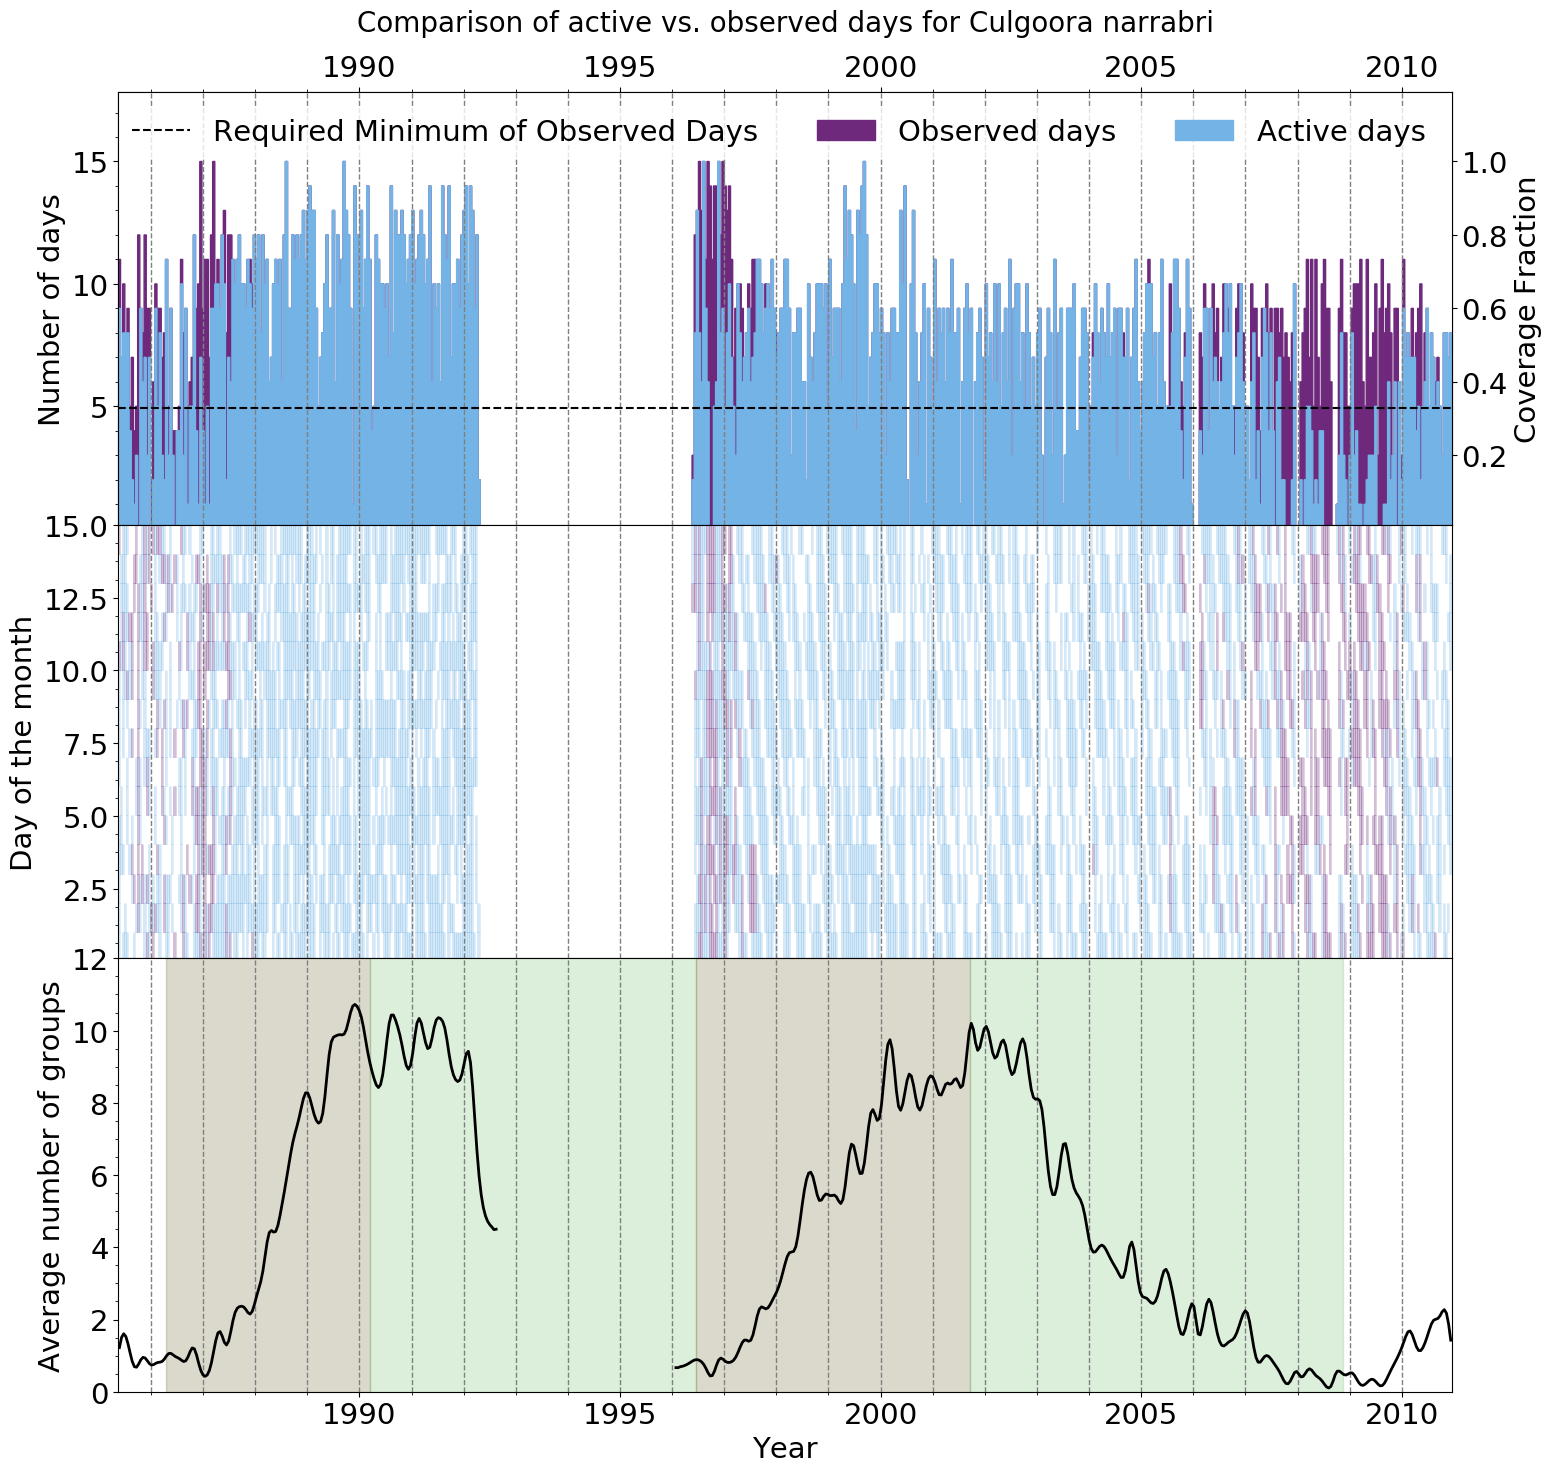 Comparison of active vs. observed days for Culgoora narrabri
1990 1995 2000 2005 2010
Required Minimum of Observed Days Observed days Active days
Number of days
15
10
5
Coverage Fraction
1.0
0.8
0.6
0.4
0.2
Day of the month
15.0
12.5
10.0
7.5
5.0
2.5
Average number of groups
12
10
8
6
4
2
0
1990 1995 2000 2005 2010
Year